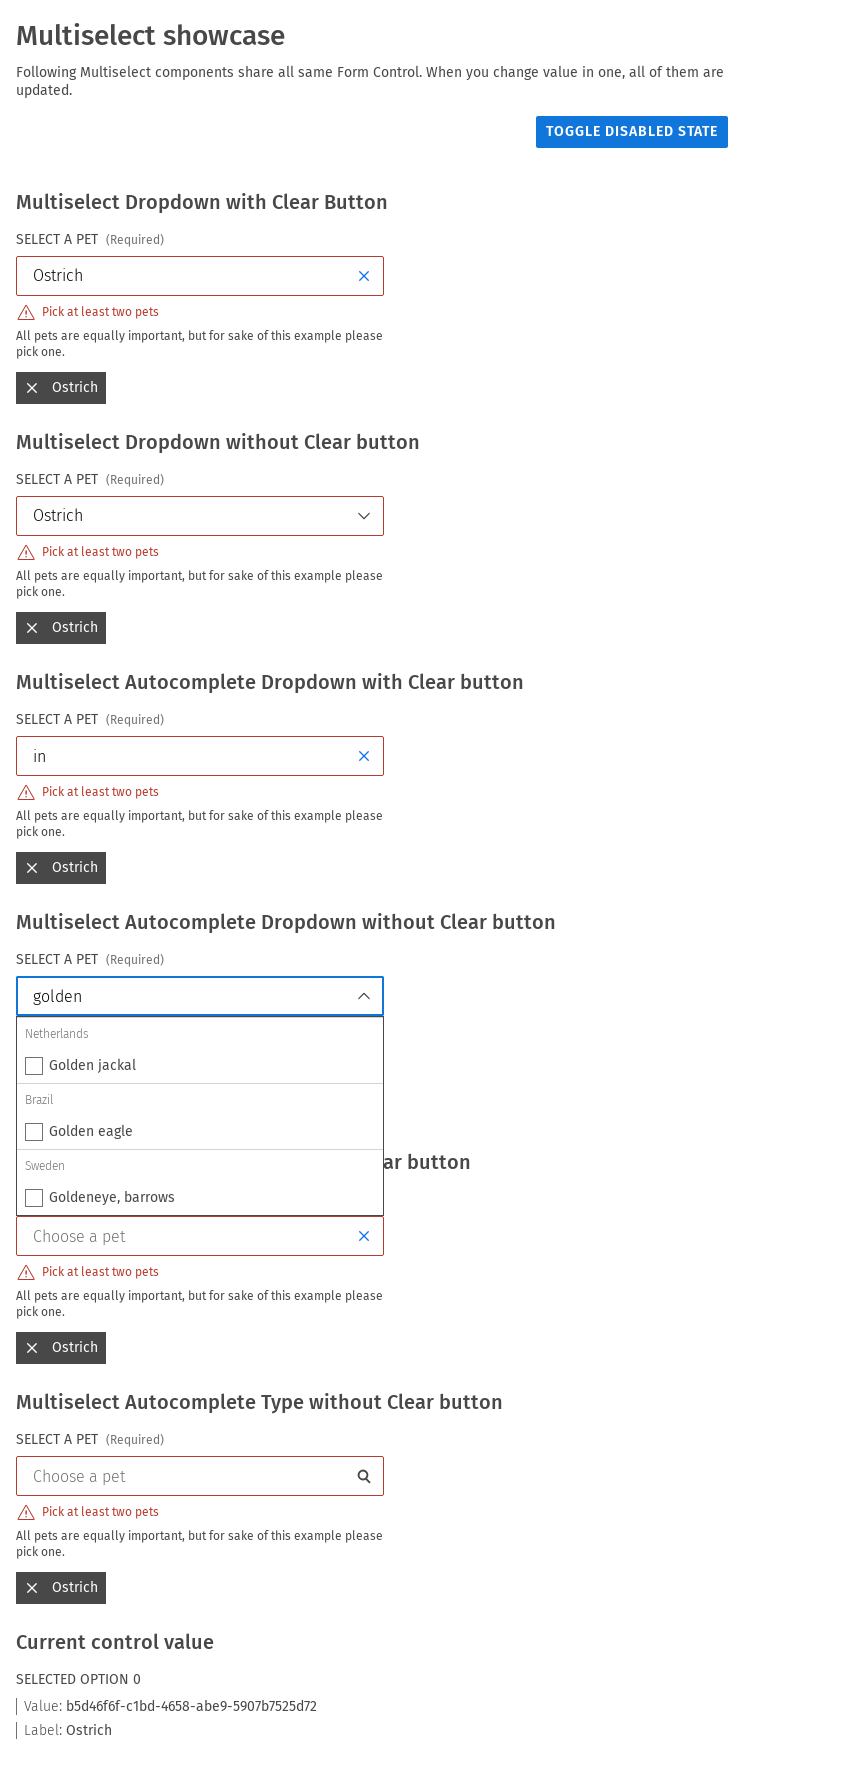 Multiselect showcase
Following Multiselect components share all same Form Control. When you change value in one, all of them are
updated.
TOGGLE DISABLED STATE
Multiselect Dropdown with Clear Button
SELECT A PET (Required)
Ostrich
Pick at least two pets
All pets are equally important, but for sake of this example please
pick one.
Ostrich
Multiselect Dropdown without Clear button
SELECT A PET (Required)
Ostrich
Pick at least two pets
All pets are equally important, but for sake of this example please
pick one.
Ostrich
Multiselect Autocomplete Dropdown with Clear button
SELECT A PET (Required)
in
Pick at least two pets
All pets are equally important, but for sake of this example please
pick one.
Ostrich
Multiselect Autocomplete Dropdown without Clear button
SELECT A PET (Required)
golden
Netherlands
Golden jackal
Brazil
Golden eagle
ar button
Sweden
Goldeneye, barrows
Choose a pet
Pick at least two pets
All pets are equally important, but for sake of this example please
pick one.
Ostrich
Multiselect Autocomplete Type without Clear button
SELECT A PET (Required)
Choose a pet
Pick at least two pets
All pets are equally important, but for sake of this example please
pick one.
Ostrich
Current control value
SELECTED OPTION 0
Value: b5d46f6f-c1bd-4658-abe9-5907b7525d72
Label: Ostrich